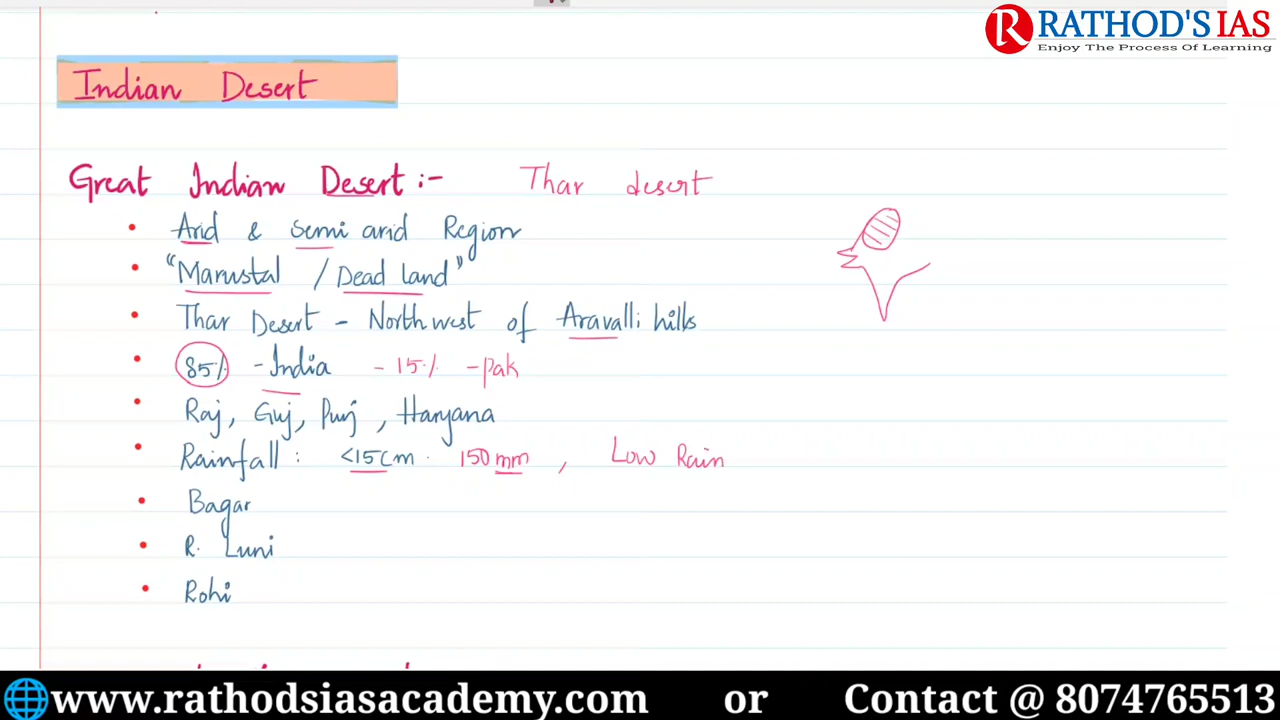 RATHOD'S IAS
Enjoy The Process Of Learning
Indian Desert
Great Indian Desert :- Thar desert
• Arid & Semi arid Region
• "Marustal / Dead land"
• Thar Desert - Northwest of Aravalli hills
• 85% - India - 15% - pak
• Raj, Guj, Punj, Haryana
• Rainfall : <15cm. 150 mm, Low Rain
• Bagar
• R. Luni
• Rohi
www.rathodsiasacademy.com or Contact @ 8074765513